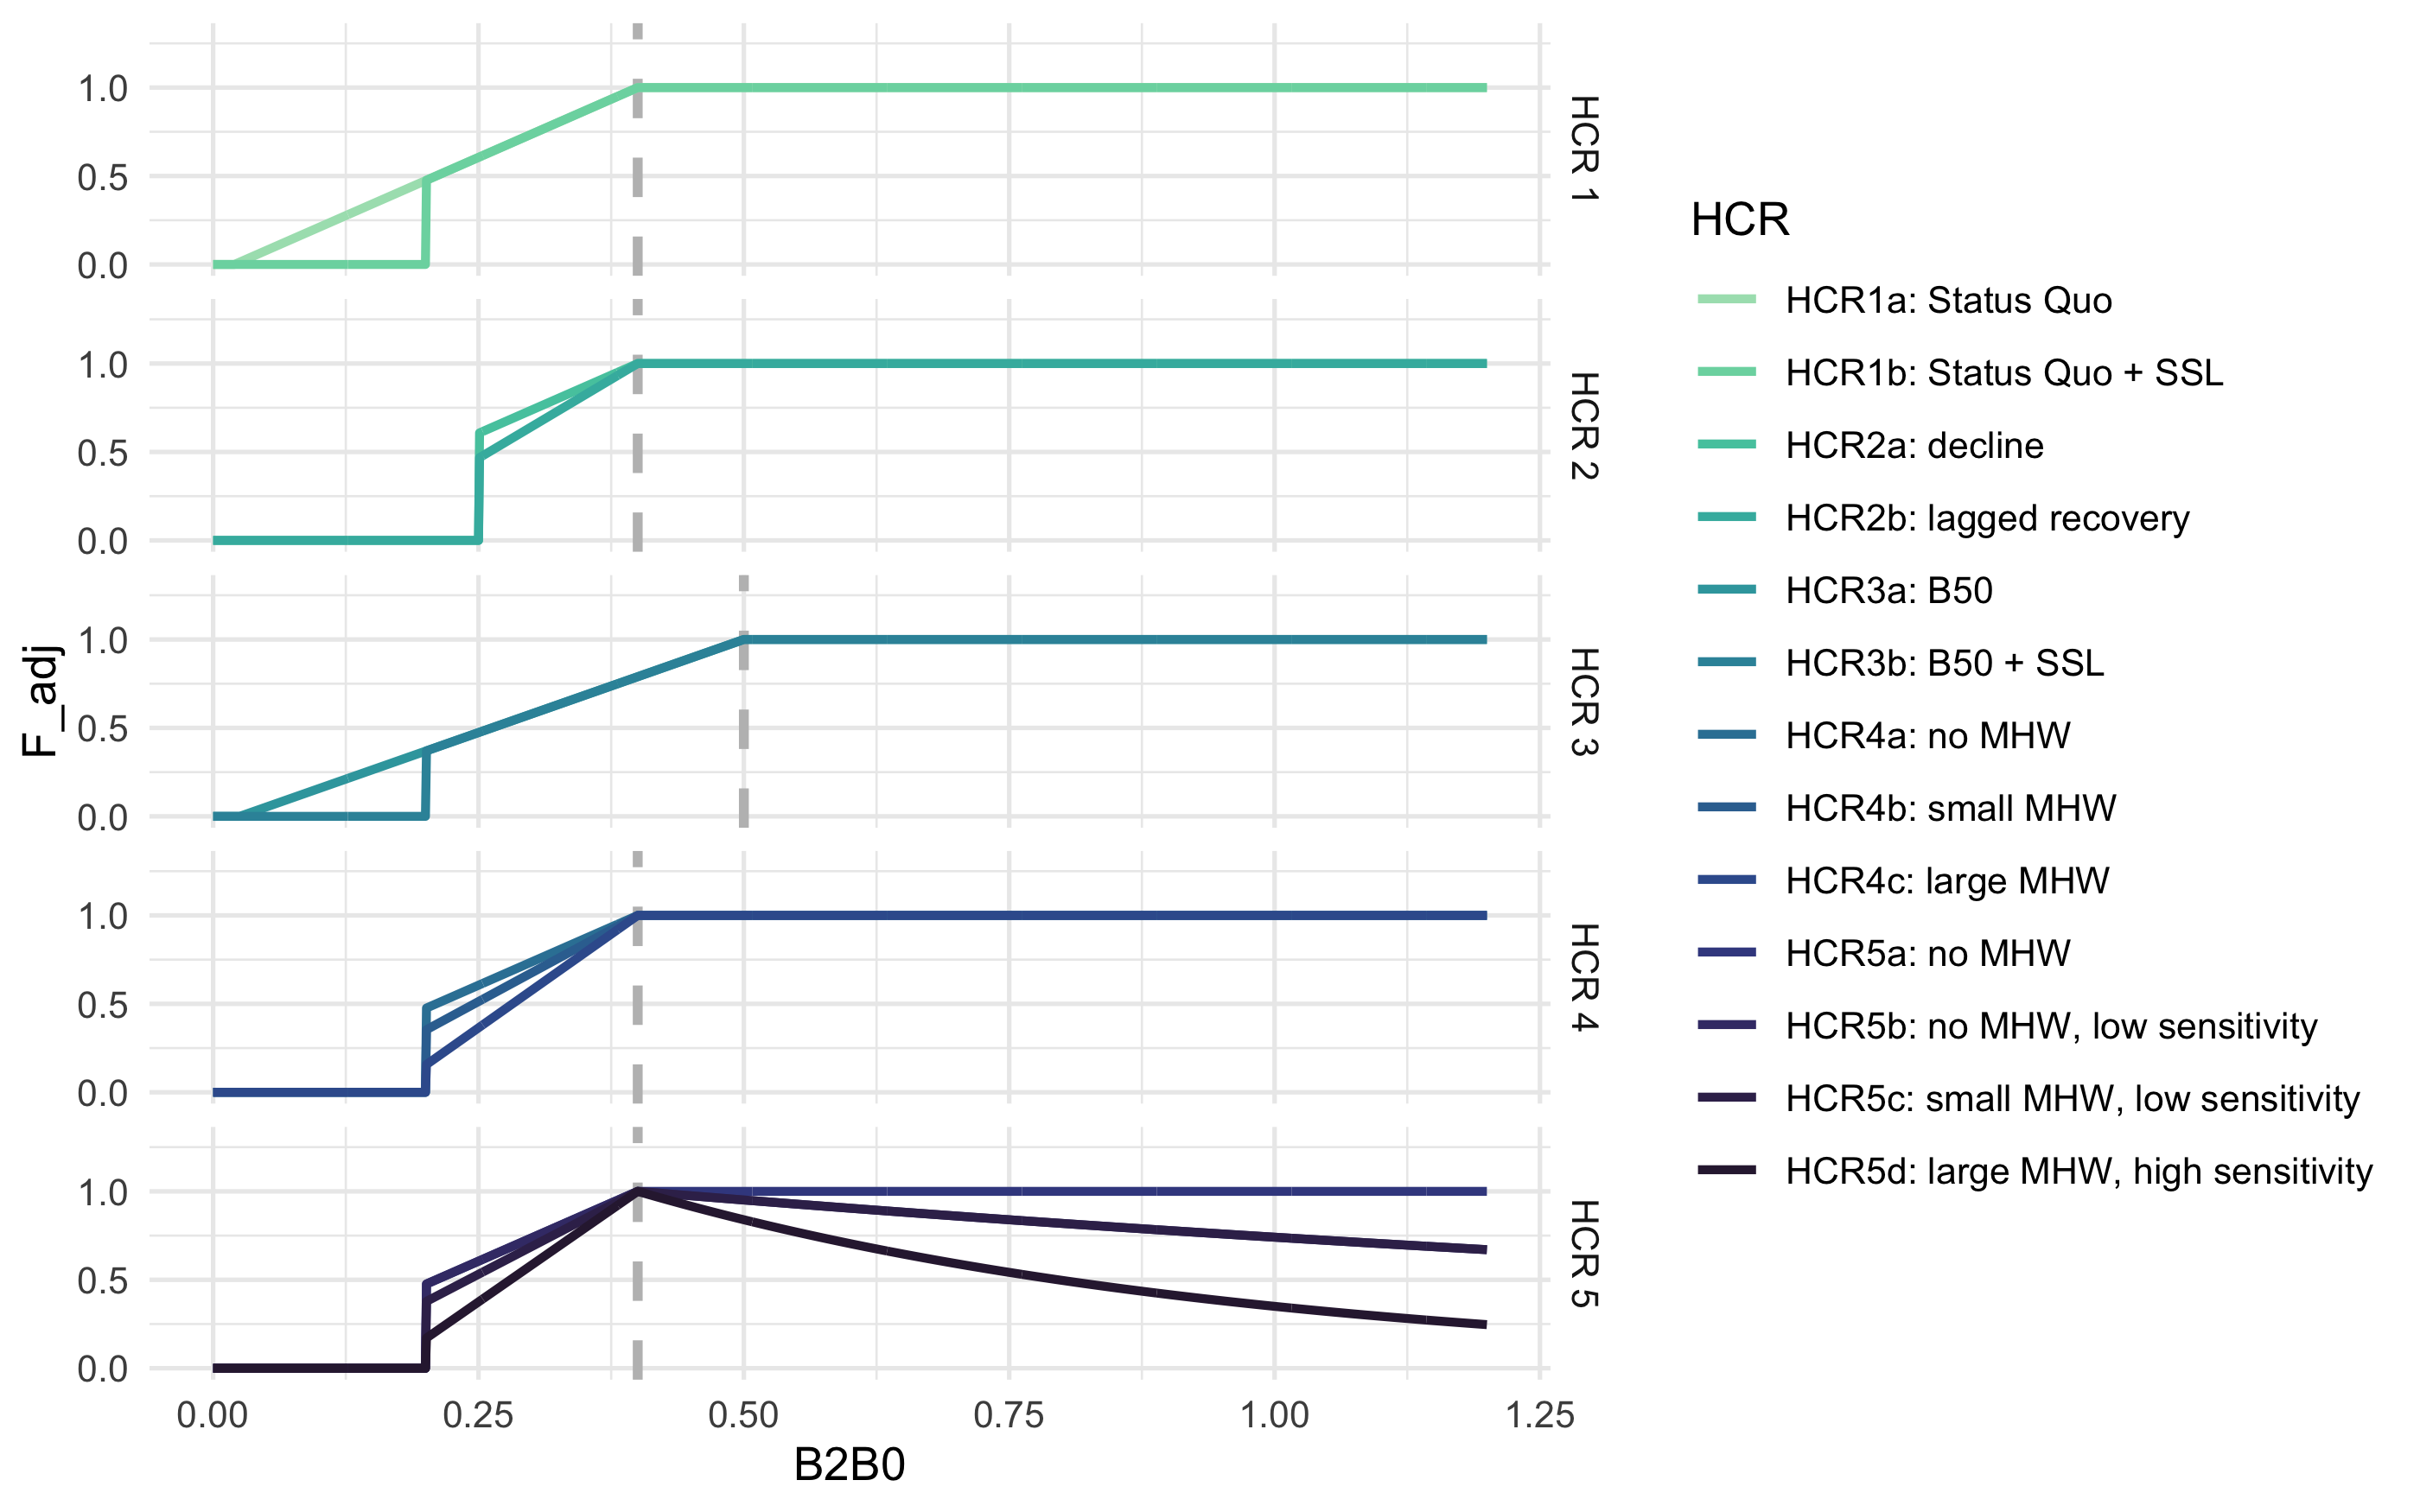 F_adj
1.0
0.5
0.0
HCR 1
1.0
0.5
0.0
HCR 2
1.0
0.5
0.0
HCR 3
1.0
0.5
0.0
HCR 4
1.0
0.5
0.0
HCR 5
0.00 0.25 0.50 0.75 1.00 1.25
B2B0
HCR
HCR1a: Status Quo
HCR1b: Status Quo + SSL
HCR2a: decline
HCR2b: lagged recovery
HCR3a: B50
HCR3b: B50 + SSL
HCR4a: no MHW
HCR4b: small MHW
HCR4c: large MHW
HCR5a: no MHW
HCR5b: no MHW, low sensitivity
HCR5c: small MHW, low sensitivity
HCR5d: large MHW, high sensitivity